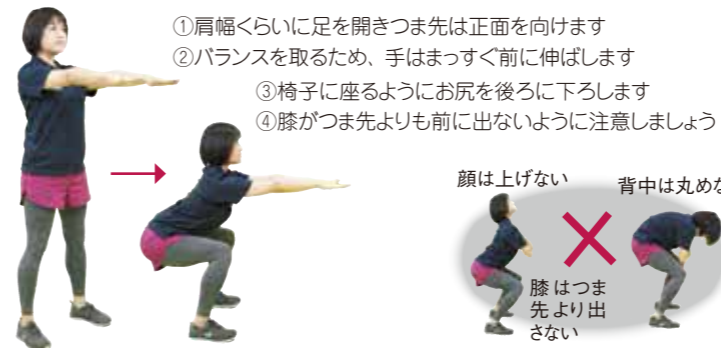 ①肩幅くらいに足を開きつま先は正面を向けます
②バランスを取るため、手はまっすぐ前に伸ばします
③椅子に座るようにお尻を後ろに下ろします
④膝がつま先よりも前に出ないように注意しましょう
顔は上げない
背中は丸めな
膝はつま
先より出
さない